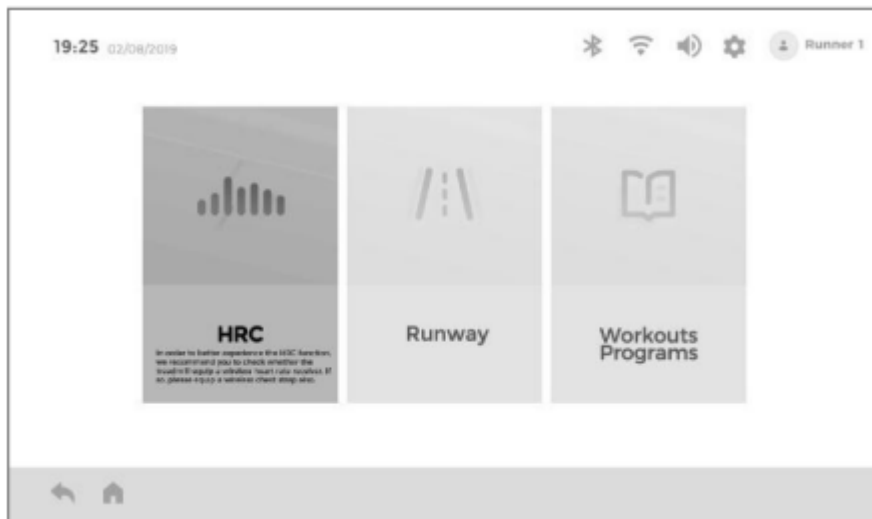 19:25 02/08/2019
Runner 1
HRC
In order to better experience the HRC function,
we recommend you to check whether the
treadmill equip a wireless heart rate receiver. If
so, please equip a wireless chest strap also.
Runway
Workouts
Programs